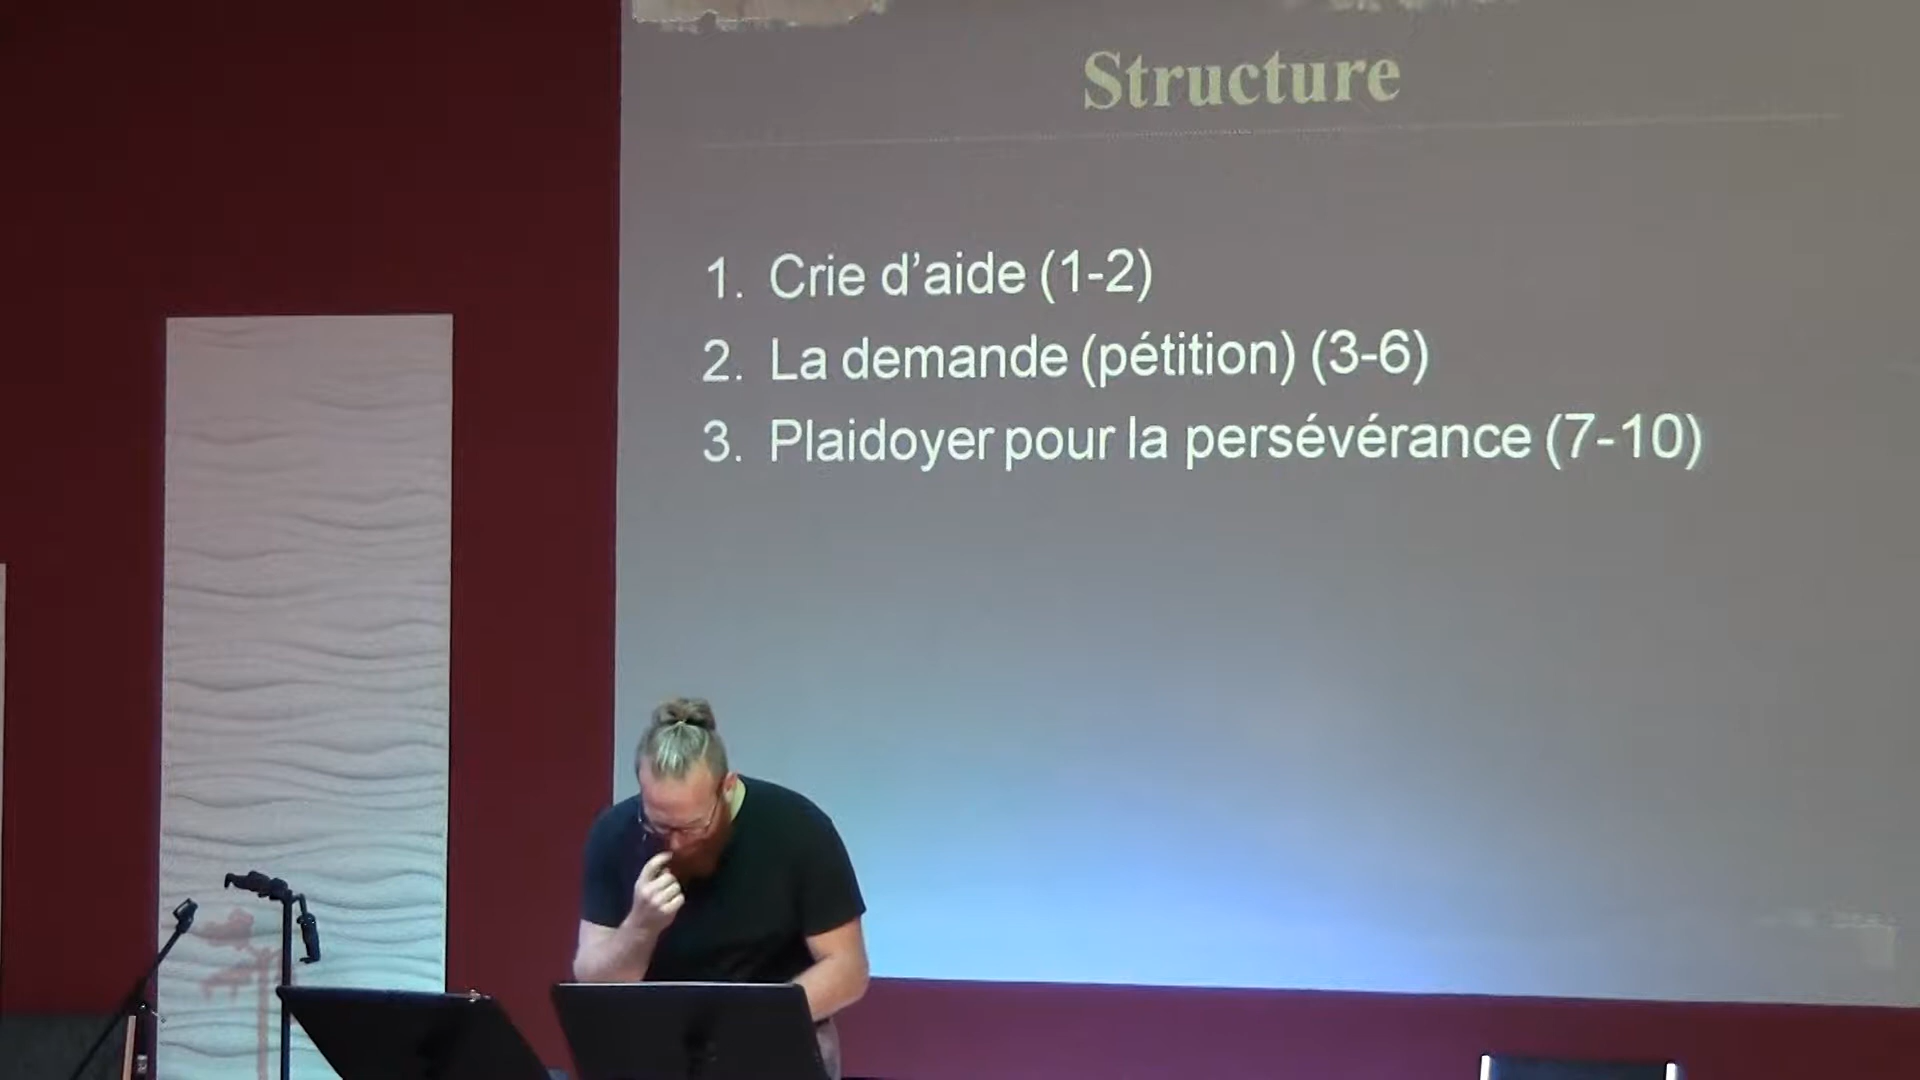 Structure
1. Crie d’aide (1-2)
2. La demande (pétition) (3-6)
3. Plaidoyer pour la persévérance (7-10)